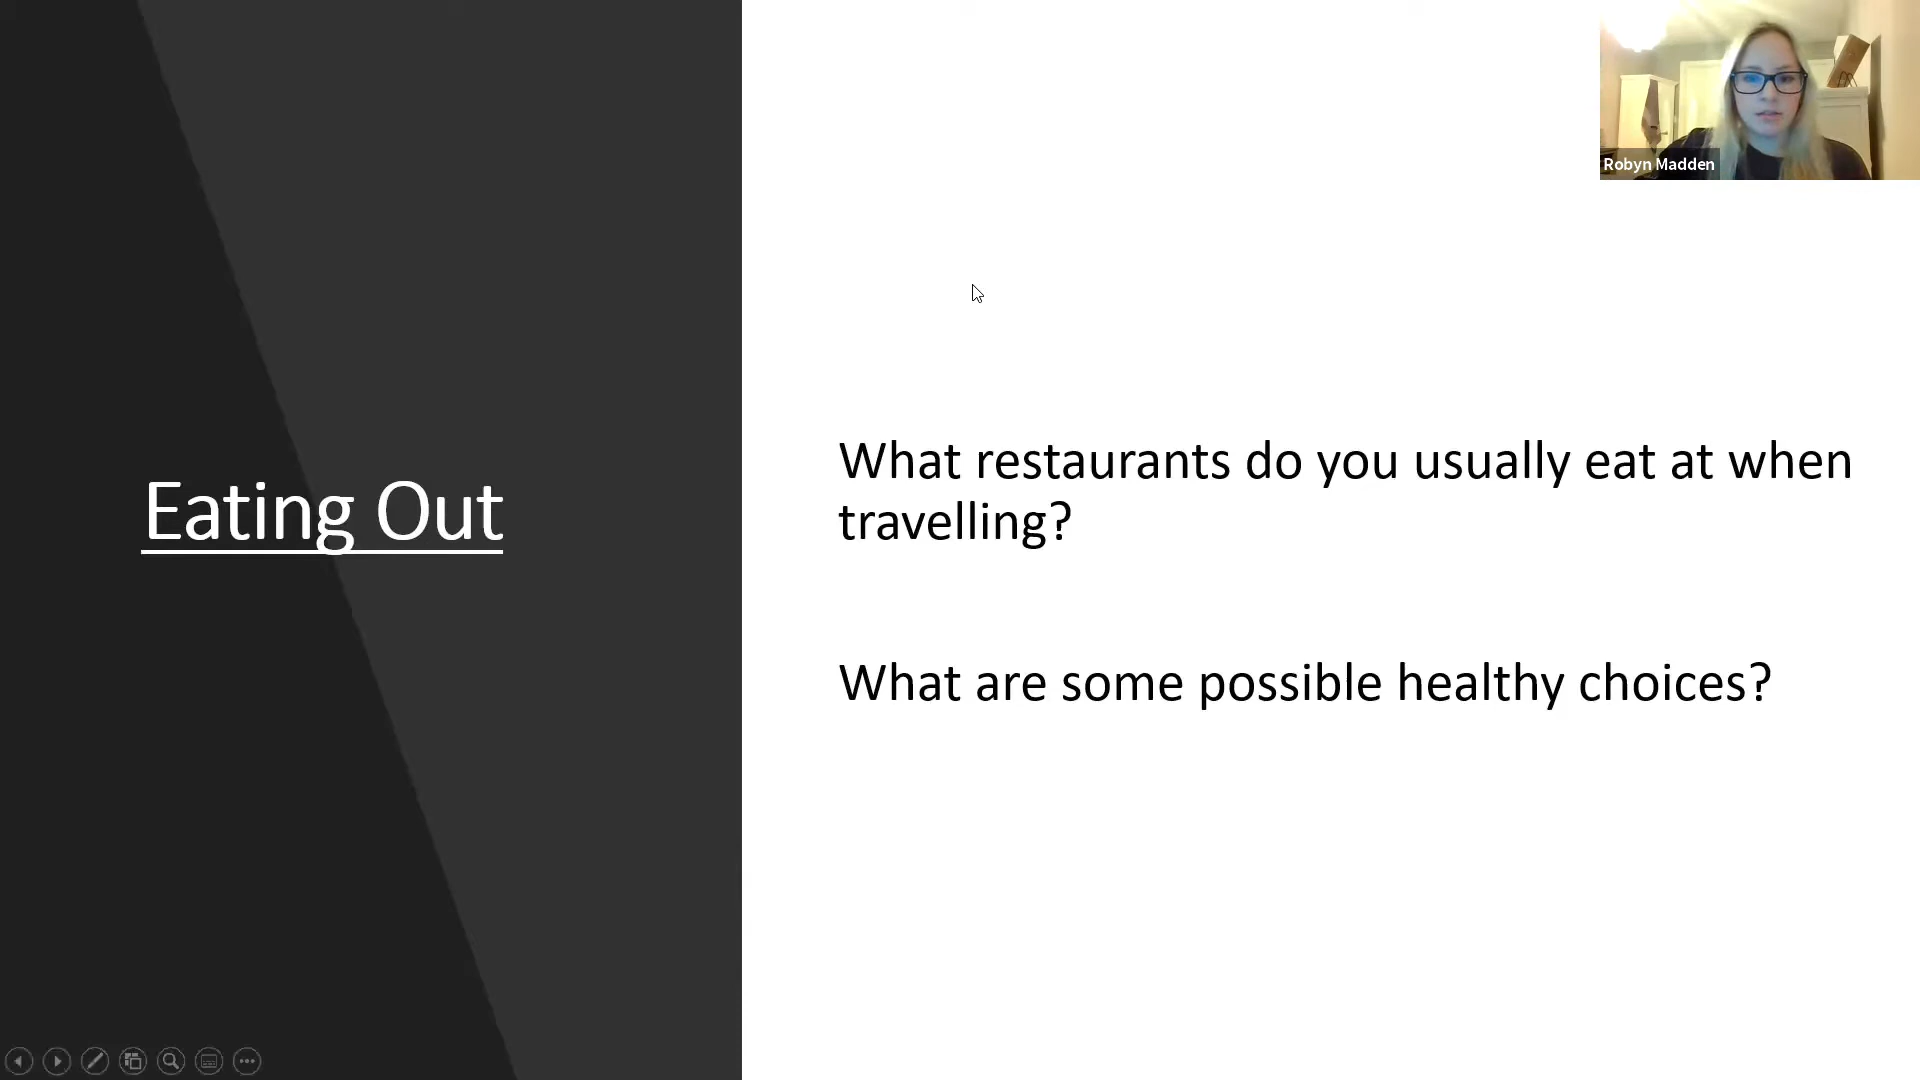 Robyn Madden
Eating Out
What restaurants do you usually eat at when
travelling?
What are some possible healthy choices?